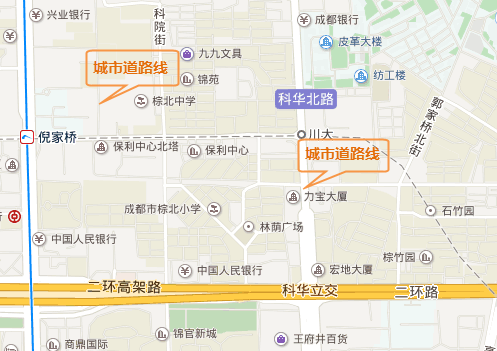 兴业银行
科院街
成都银行
皮革大楼
九九文具
城市道路线
锦苑
纺工楼
棕北中学
科华北路
郭家桥北街
倪家桥
川大
保利中心北塔
保利中心
城市道路线
力宝大厦
成都市棕北小学
石竹园
林荫广场
中国人民银行
棕竹园
中国人民银行
宏地大厦
二环高架路
科华立交
二环路
锦官新城
王府井百货
商鼎国际